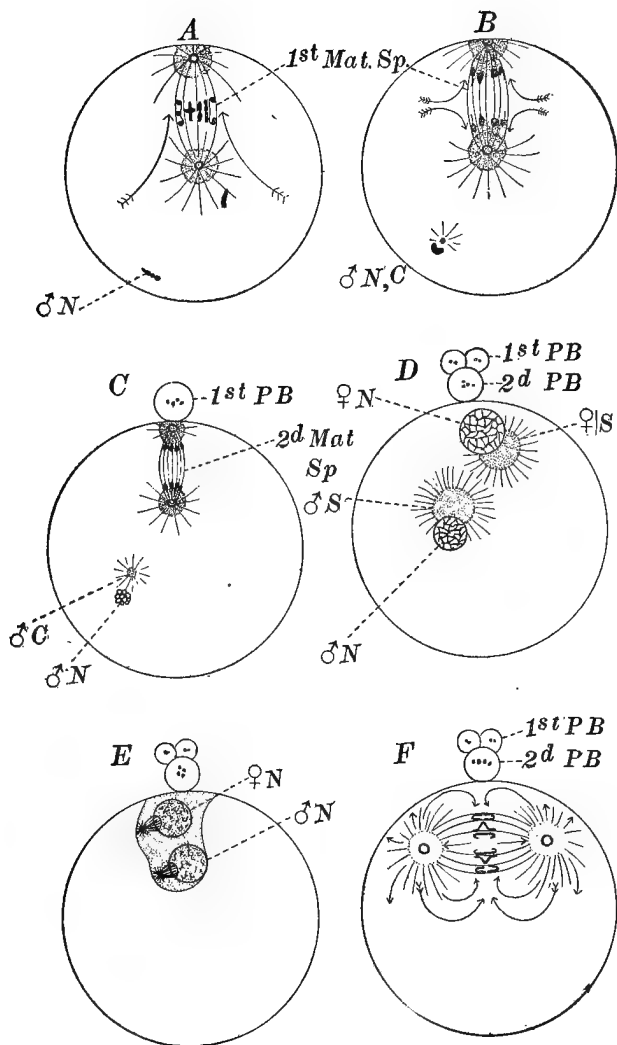 A
B
1st Mat. Sp.
♂N
♂N, C
C
1st PB
2d Mat
Sp
♂C
♂N
D
1st PB
2d PB
♀N
♀S
♂S
♂N
E
♀N
♂N
F
1st PB
2d PB